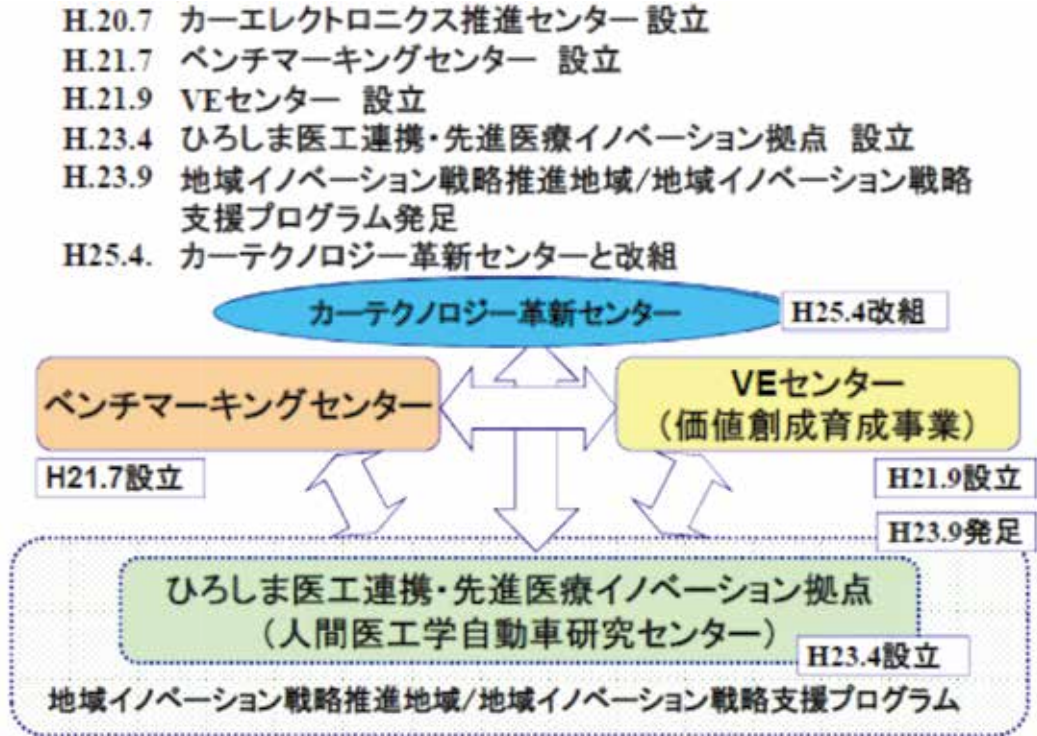 H.20.7 カーエレクトロニクス推進センター 設立
H.21.7 ベンチマーキングセンター 設立
H.21.9 VEセンター 設立
H.23.4 ひろしま医工連携・先進医療イノベーション拠点 設立
H.23.9 地域イノベーション戦略推進地域/地域イノベーション戦略
支援プログラム発足
H25.4. カーテクノロジー革新センターと改組
カーテクノロジー革新センター
H25.4改組
ベンチマーキングセンター
H21.7設立
VEセンター
(価値創成育成事業)
H21.9設立
H23.9発足
ひろしま医工連携・先進医療イノベーション拠点
(人間医工学自動車研究センター)
H23.4設立
地域イノベーション戦略推進地域/地域イノベーション戦略支援プログラム